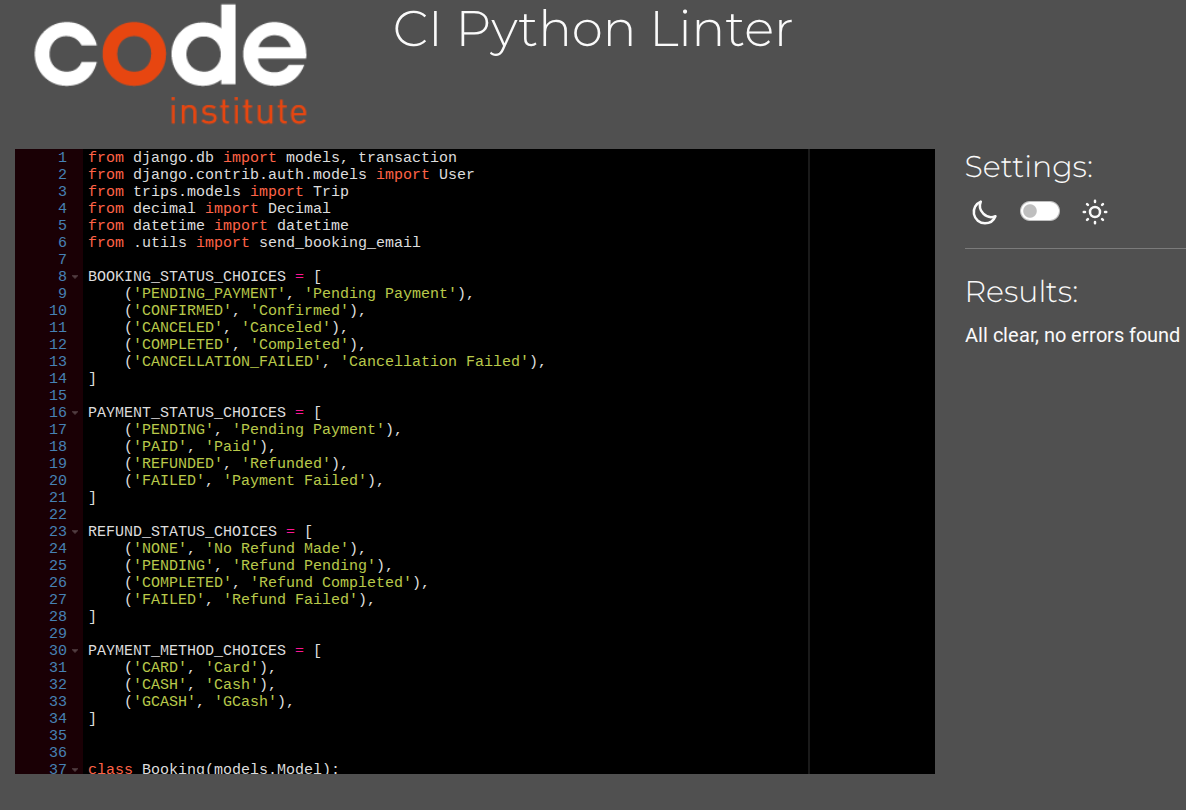 code
institute
CI Python Linter
1 from django.db import models, transaction
2 from django.contrib.auth.models import User
3 from trips.models import Trip
4 from decimal import Decimal
5 from datetime import datetime
6 from .utils import send_booking_email
7
8 BOOKING_STATUS_CHOICES = [
9     ('PENDING_PAYMENT', 'Pending Payment'),
10     ('CONFIRMED', 'Confirmed'),
11     ('CANCELED', 'Canceled'),
12     ('COMPLETED', 'Completed'),
13     ('CANCELLATION_FAILED', 'Cancellation Failed'),
14 ]
15
16 PAYMENT_STATUS_CHOICES = [
17     ('PENDING', 'Pending Payment'),
18     ('PAID', 'Paid'),
19     ('REFUNDED', 'Refunded'),
20     ('FAILED', 'Payment Failed'),
21 ]
22
23 REFUND_STATUS_CHOICES = [
24     ('NONE', 'No Refund Made'),
25     ('PENDING', 'Refund Pending'),
26     ('COMPLETED', 'Refund Completed'),
27     ('FAILED', 'Refund Failed'),
28 ]
29
30 PAYMENT_METHOD_CHOICES = [
31     ('CARD', 'Card'),
32     ('CASH', 'Cash'),
33     ('GCASH', 'GCash'),
34 ]
35
36
37 class Booking(models.Model):
Settings:
Results:
All clear, no errors found